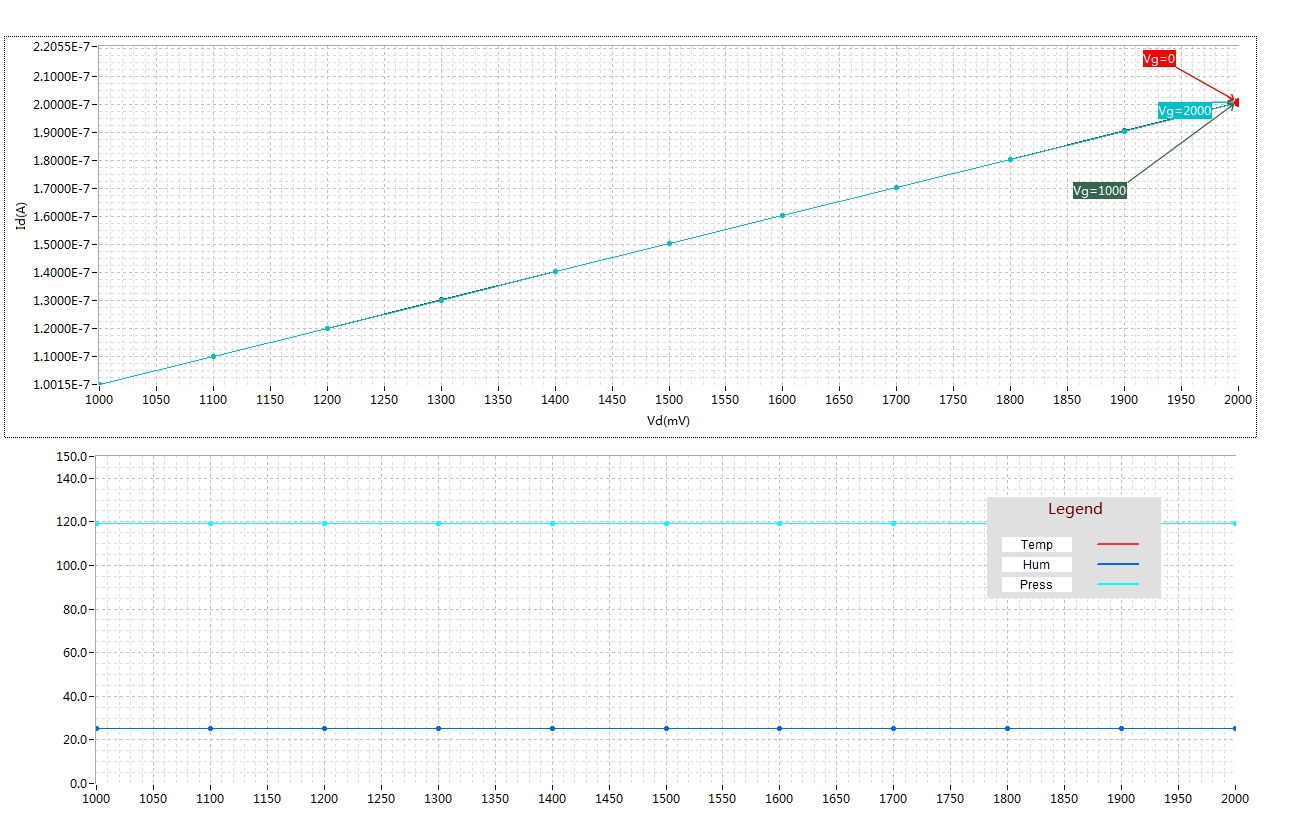 2.2055E-7
2.1000E-7
2.0000E-7
1.9000E-7
1.8000E-7
1.7000E-7
1.6000E-7
1.5000E-7
1.4000E-7
1.3000E-7
1.2000E-7
1.1000E-7
1.0015E-7
Id(A)
Vg=0
Vg=2000
Vg=1000
1000 1050 1100 1150 1200 1250 1300 1350 1400 1450 1500 1550 1600 1650 1700 1750 1800 1850 1900 1950 2000
Vd(mV)
150.0
140.0
120.0
100.0
80.0
60.0
40.0
20.0
0.0
Legend
Temp
Hum
Press
1000 1050 1100 1150 1200 1250 1300 1350 1400 1450 1500 1550 1600 1650 1700 1750 1800 1850 1900 1950 2000